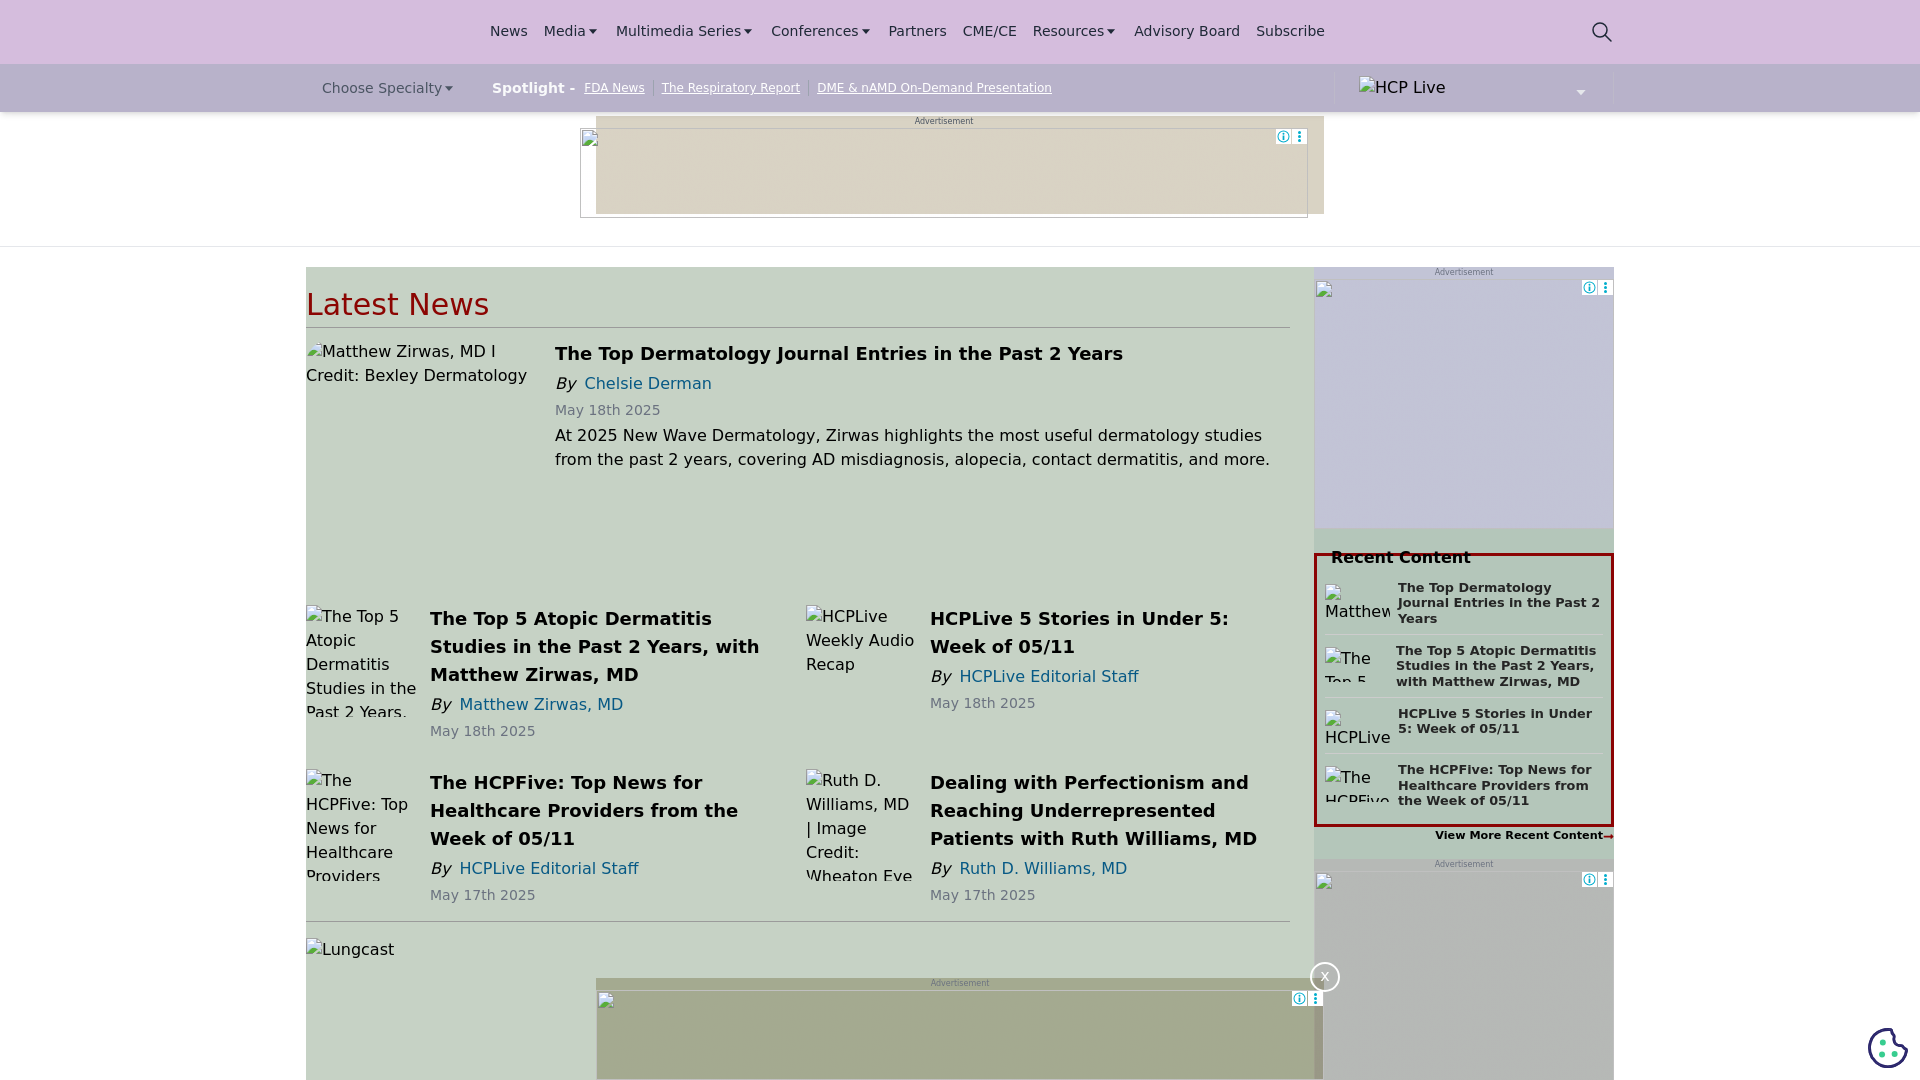 News Media Multimedia Series Conferences Partners CME/CE Resources Advisory Board Subscribe
Choose Specialty Spotlight - FDA News The Respiratory Report DME & nAMD On-Demand Presentation HCP Live
Advertisement
Advertisement
Latest News
Matthew Zirwas, MD I
Credit: Bexley Dermatology
The Top Dermatology Journal Entries in the Past 2 Years
By Chelsie Derman
May 18th 2025
At 2025 New Wave Dermatology, Zirwas highlights the most useful dermatology studies
from the past 2 years, covering AD misdiagnosis, alopecia, contact dermatitis, and more.
The Top 5
Atopic
Dermatitis
Studies in the
Past 2 Years,
The Top 5 Atopic Dermatitis
Studies in the Past 2 Years, with
Matthew Zirwas, MD
By Matthew Zirwas, MD
May 18th 2025
HCPLive
Weekly Audio
Recap
HCPLive 5 Stories in Under 5:
Week of 05/11
By HCPLive Editorial Staff
May 18th 2025
The
HCPFive: Top
News for
Healthcare
Providers
The HCPFive: Top News for
Healthcare Providers from the
Week of 05/11
By HCPLive Editorial Staff
May 17th 2025
Ruth D.
Williams, MD
| Image
Credit:
Wheaton Eye
Dealing with Perfectionism and
Reaching Underrepresented
Patients with Ruth Williams, MD
By Ruth D. Williams, MD
May 17th 2025
Lungcast
Recent Content
Matthew
The Top Dermatology
Journal Entries in the Past 2
Years
The
Top 5
The Top 5 Atopic Dermatitis
Studies in the Past 2 Years,
with Matthew Zirwas, MD
HCPLive
HCPLive 5 Stories in Under
5: Week of 05/11
The
HCPFive
The HCPFive: Top News for
Healthcare Providers from
the Week of 05/11
View More Recent Content→
Advertisement
Advertisement
X